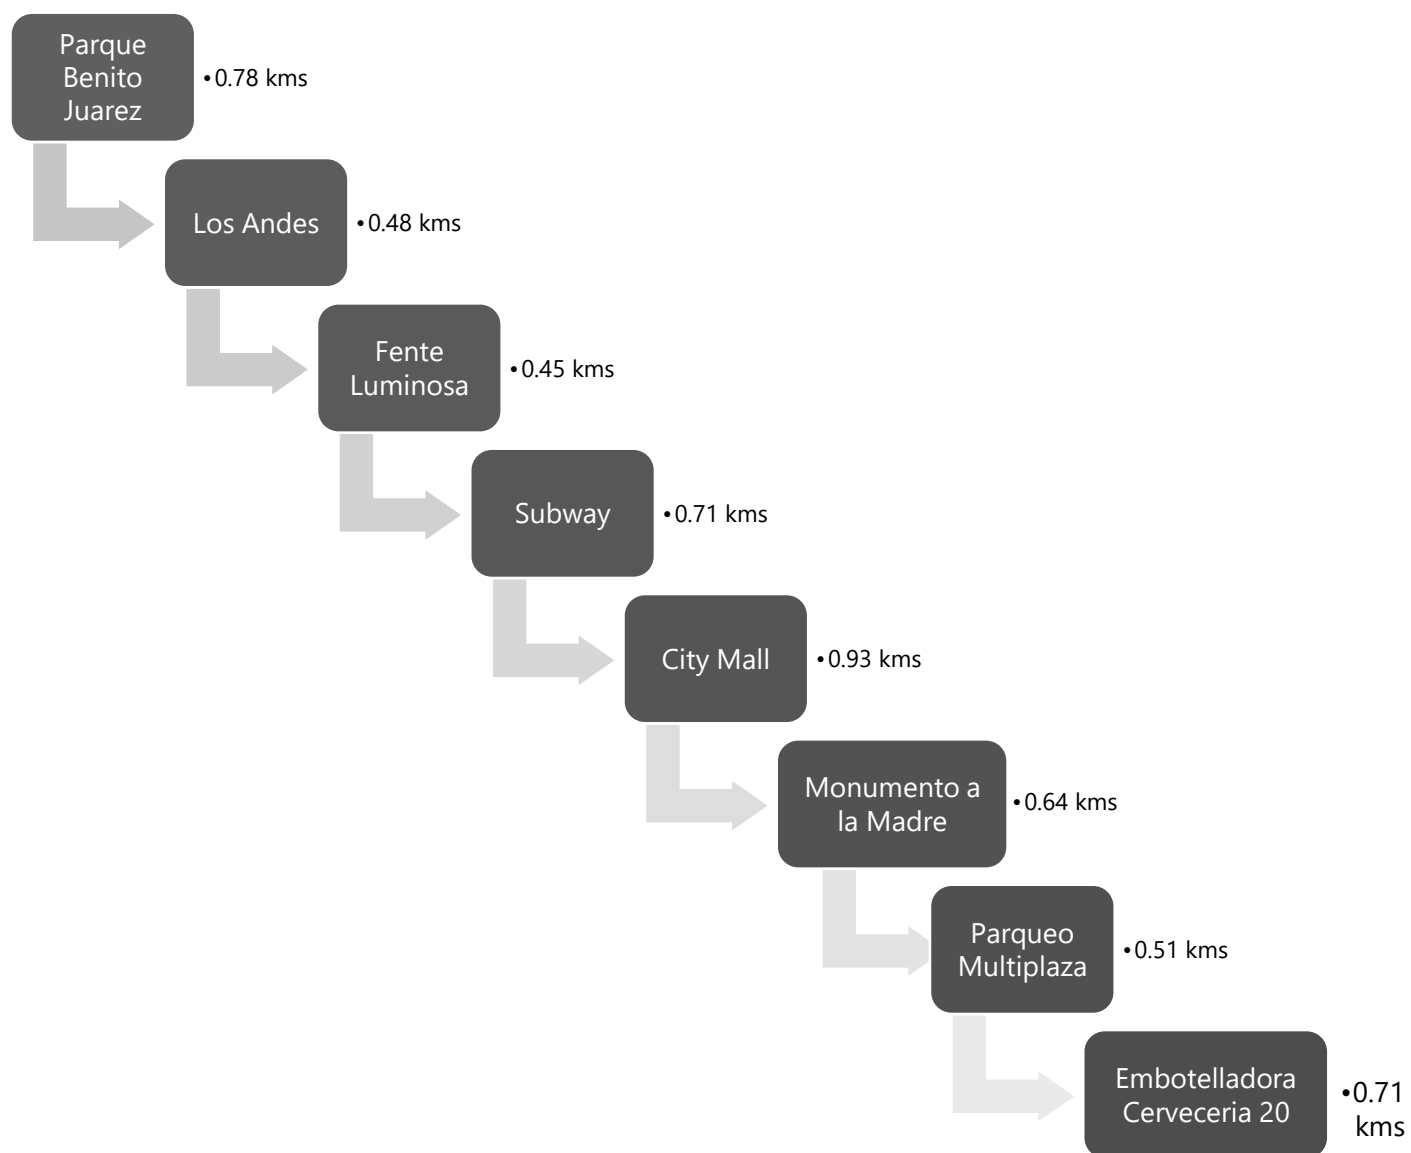 Parque
Benito
Juarez
•0.78 kms
Los Andes
•0.48 kms
Fente
Luminosa
•0.45 kms
Subway
•0.71 kms
City Mall
•0.93 kms
Monumento a
la Madre
•0.64 kms
Parqueo
Multiplaza
•0.51 kms
Embotelladora
Cerveceria 20
•0.71
kms